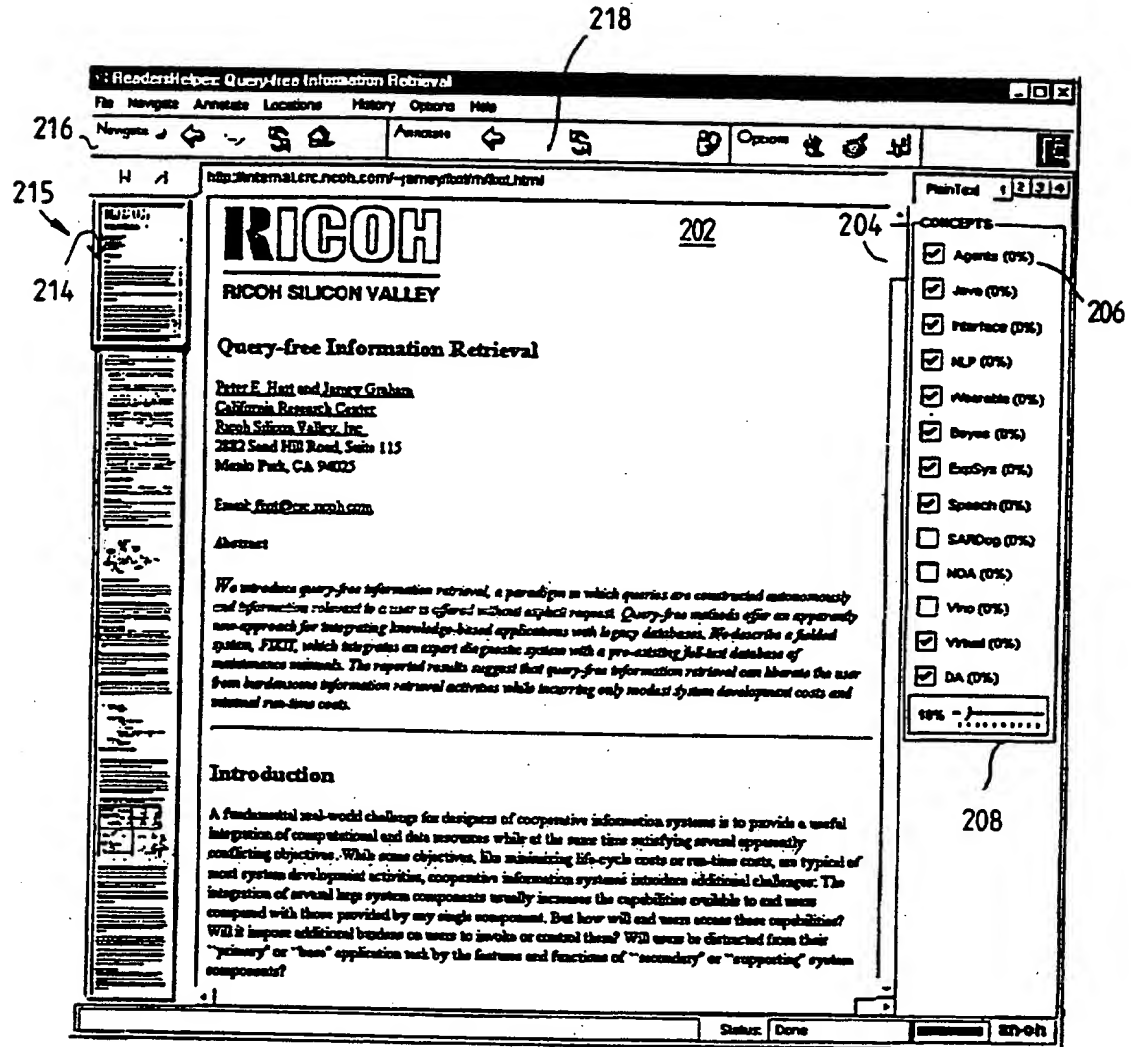 218
ReadersHelper: Query-free Information Retrieval
File Navigate Annotate Locations History Options Help
216
Navigate Annotate Options
http://internal.crc.ricoh.com/~jamey/fixit/m/fixit.html
PlainText 1 2 3 4
215
214
RICOH
202
204
CONCEPTS
RICOH SILICON VALLEY
Agents (0%)
206
Java (0%)
Interface (0%)
Query-free Information Retrieval
NLP (0%)
Peter E. Hart and Jamey Graham
California Research Center
Wearable (0%)
Ricoh Silicon Valley, Inc.
2882 Sand Hill Road, Suite 115
Bayes (0%)
Menlo Park, CA 94025
ExpSys (0%)
Email: fixit@crc.ricoh.com
Speech (0%)
Abstract
SARDog (0%)
NOA (0%)
We introduce query-free information retrieval, a paradigm in which queries are constructed autonomously
and information relevant to a user is offered without explicit request. Query-free methods offer an apparently
Vino (0%)
new approach for integrating knowledge-based applications with legacy databases. We describe a fielded
system, FIXIT, which integrates an expert diagnostic system with a pre-existing full-text database of
Virtual (0%)
maintenance manuals. The reported results suggest that query-free information retrieval can liberate the user
from burdensome information retrieval activities while incurring only modest system development costs and
DA (0%)
minimal run-time costs.
10%
208
Introduction
A fundamental real-world challenge for designers of cooperative information systems is to provide a useful
integration of computational and data resources while at the same time satisfying several apparently
conflicting objectives. While some objectives, like minimizing life-cycle costs or run-time costs, are typical of
most system development activities, cooperative information systems introduce additional challenges: The
integration of several large system components usually increases the capabilities available to end users
compared with those provided by any single component. But how will end users access these capabilities?
Will it impose additional burdens on users to invoke or control them? Will users be distracted from their
``primary'' or ``base'' application task by the features and functions of ``secondary'' or ``supporting'' system
components?
Status: Done